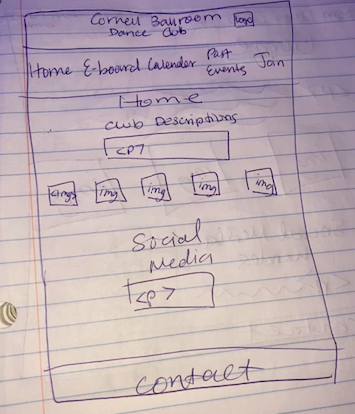 Cornell Ballroom logo
Dance Club
Home E-board Calender Past Events Jan
Home
Club Descriptions
<P>
<img> img img img img
Social
Media
<P>
Contact